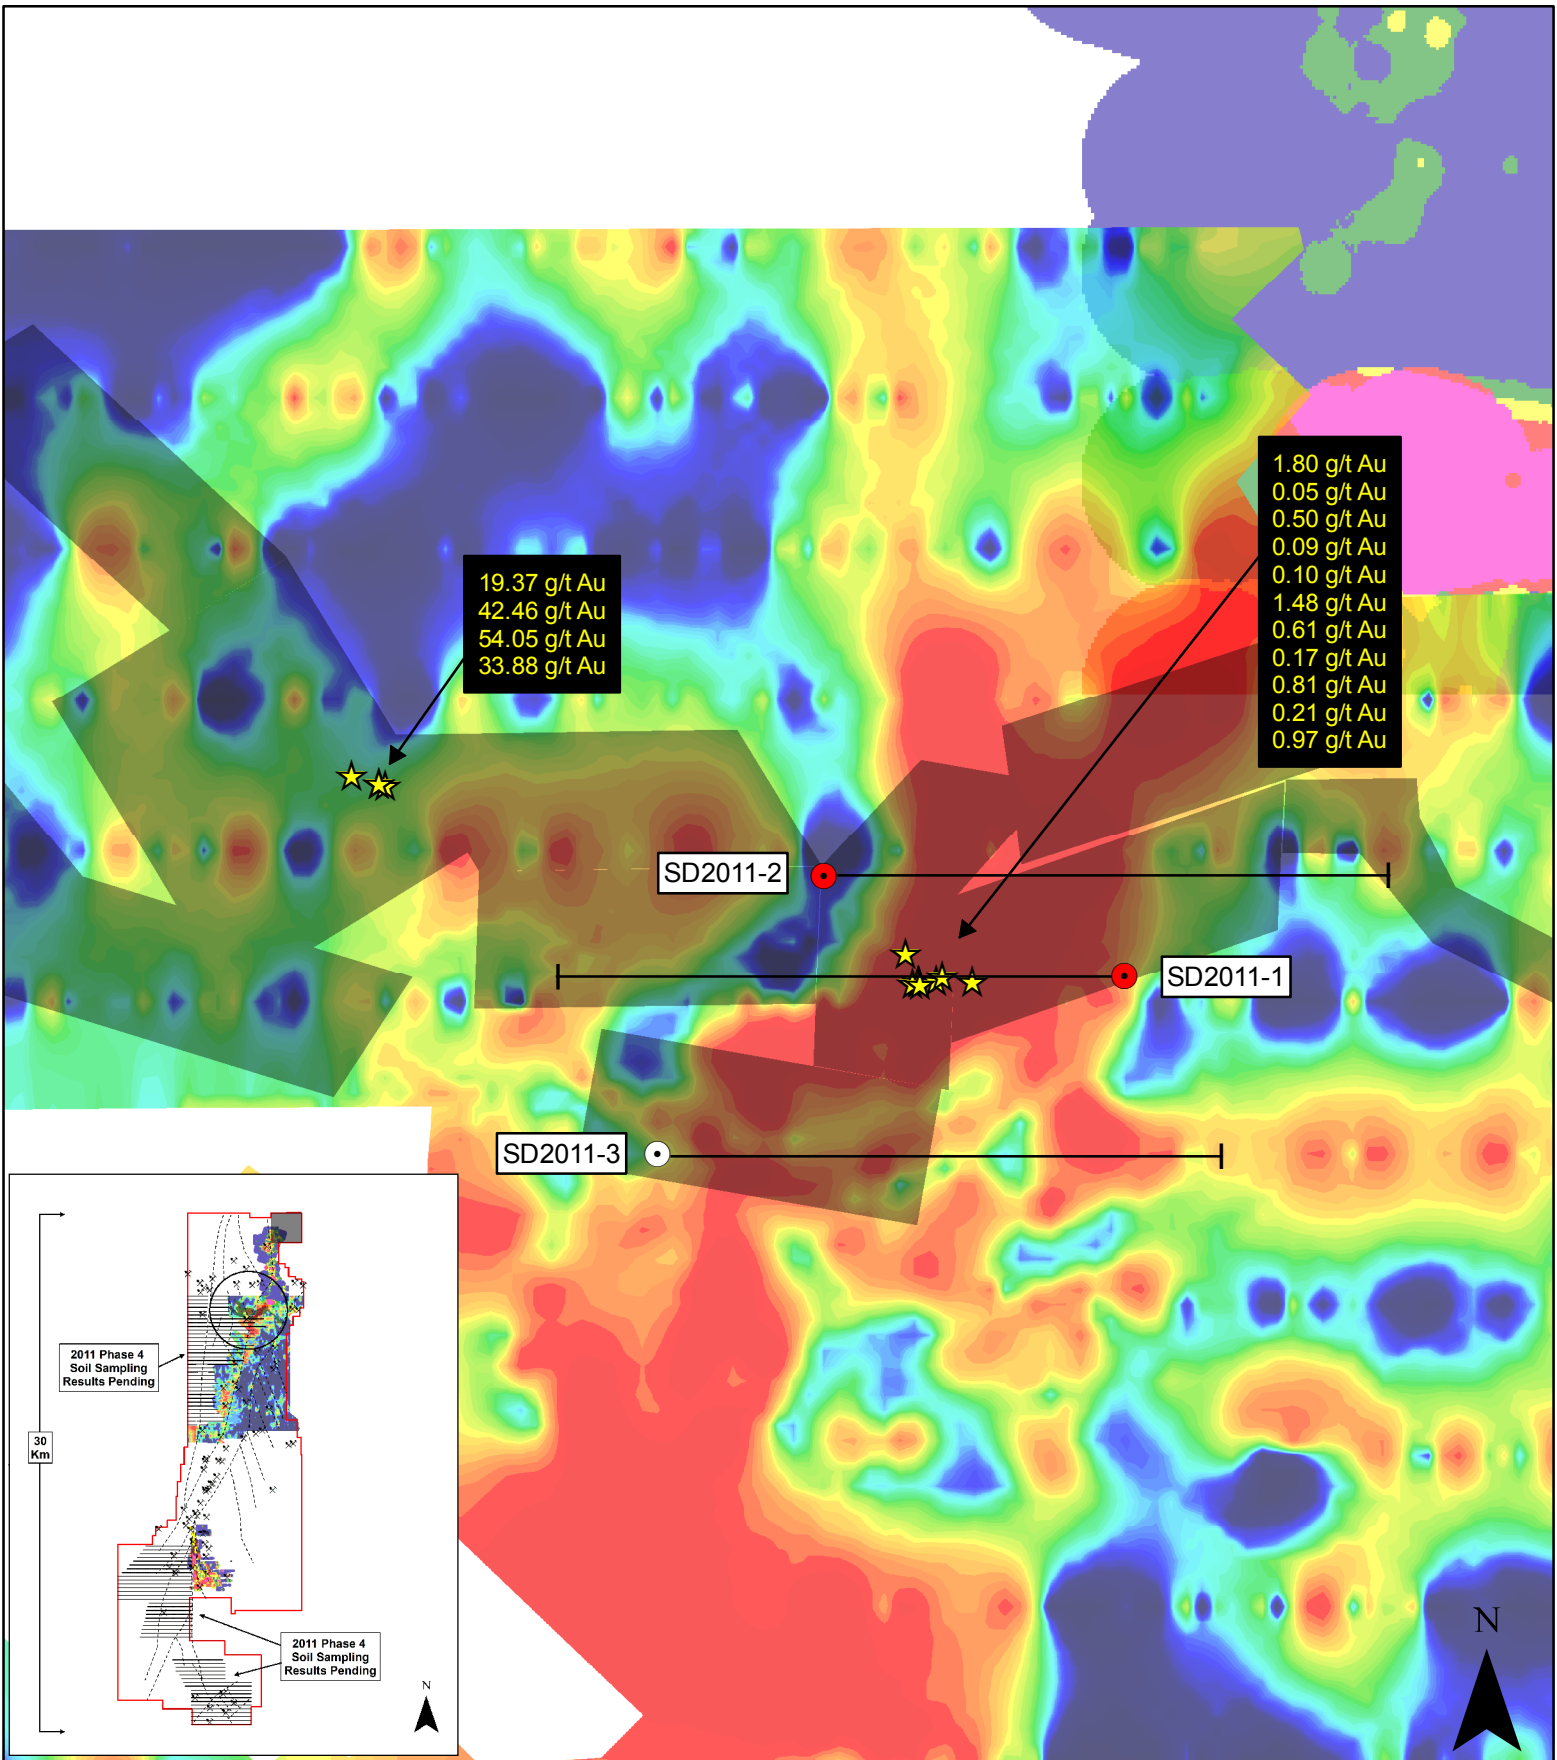 1.80 g/t Au
0.05 g/t Au
0.50 g/t Au
0.09 g/t Au
0.10 g/t Au
1.48 g/t Au
0.61 g/t Au
0.17 g/t Au
0.81 g/t Au
0.21 g/t Au
0.97 g/t Au
19.37 g/t Au
42.46 g/t Au
54.05 g/t Au
33.88 g/t Au
SD2011-2
SD2011-1
SD2011-3
2011 Phase 4
Soil Sampling
Results Pending
30
Km
2011 Phase 4
Soil Sampling
Results Pending
N
N